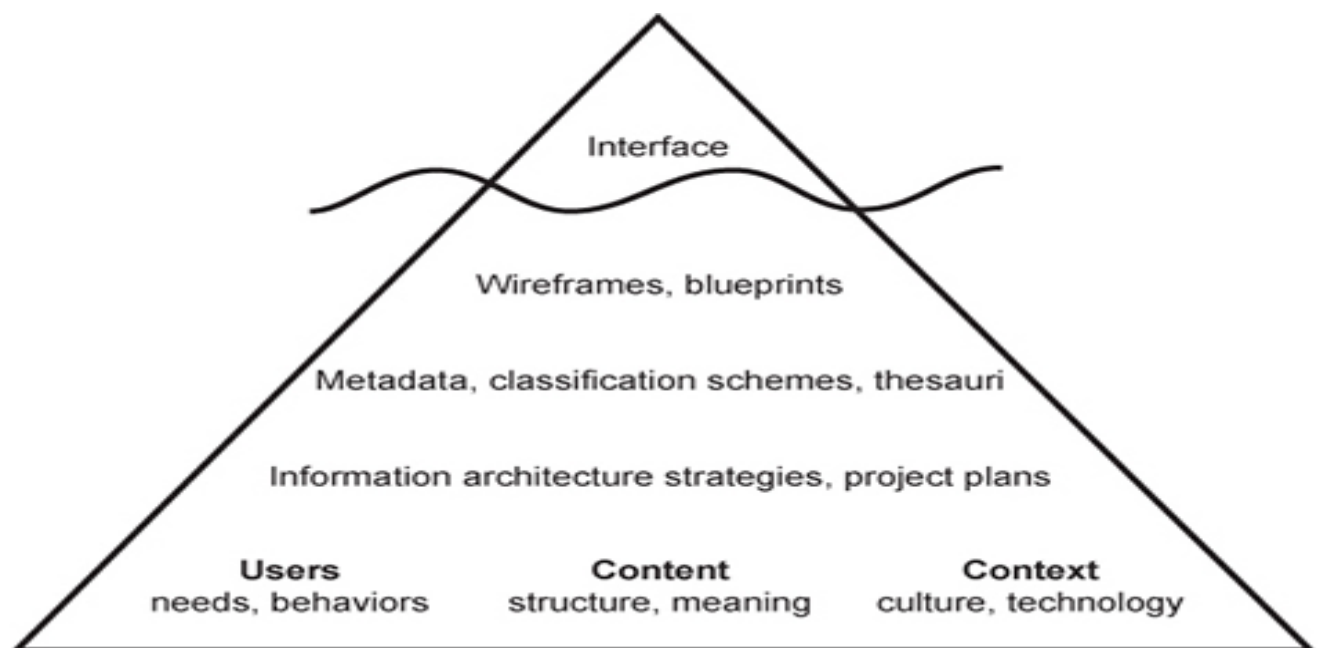 Interface
Wireframes, blueprints
Metadata, classification schemes, thesauri
Information architecture strategies, project plans
Users
needs, behaviors
Content
structure, meaning
Context
culture, technology